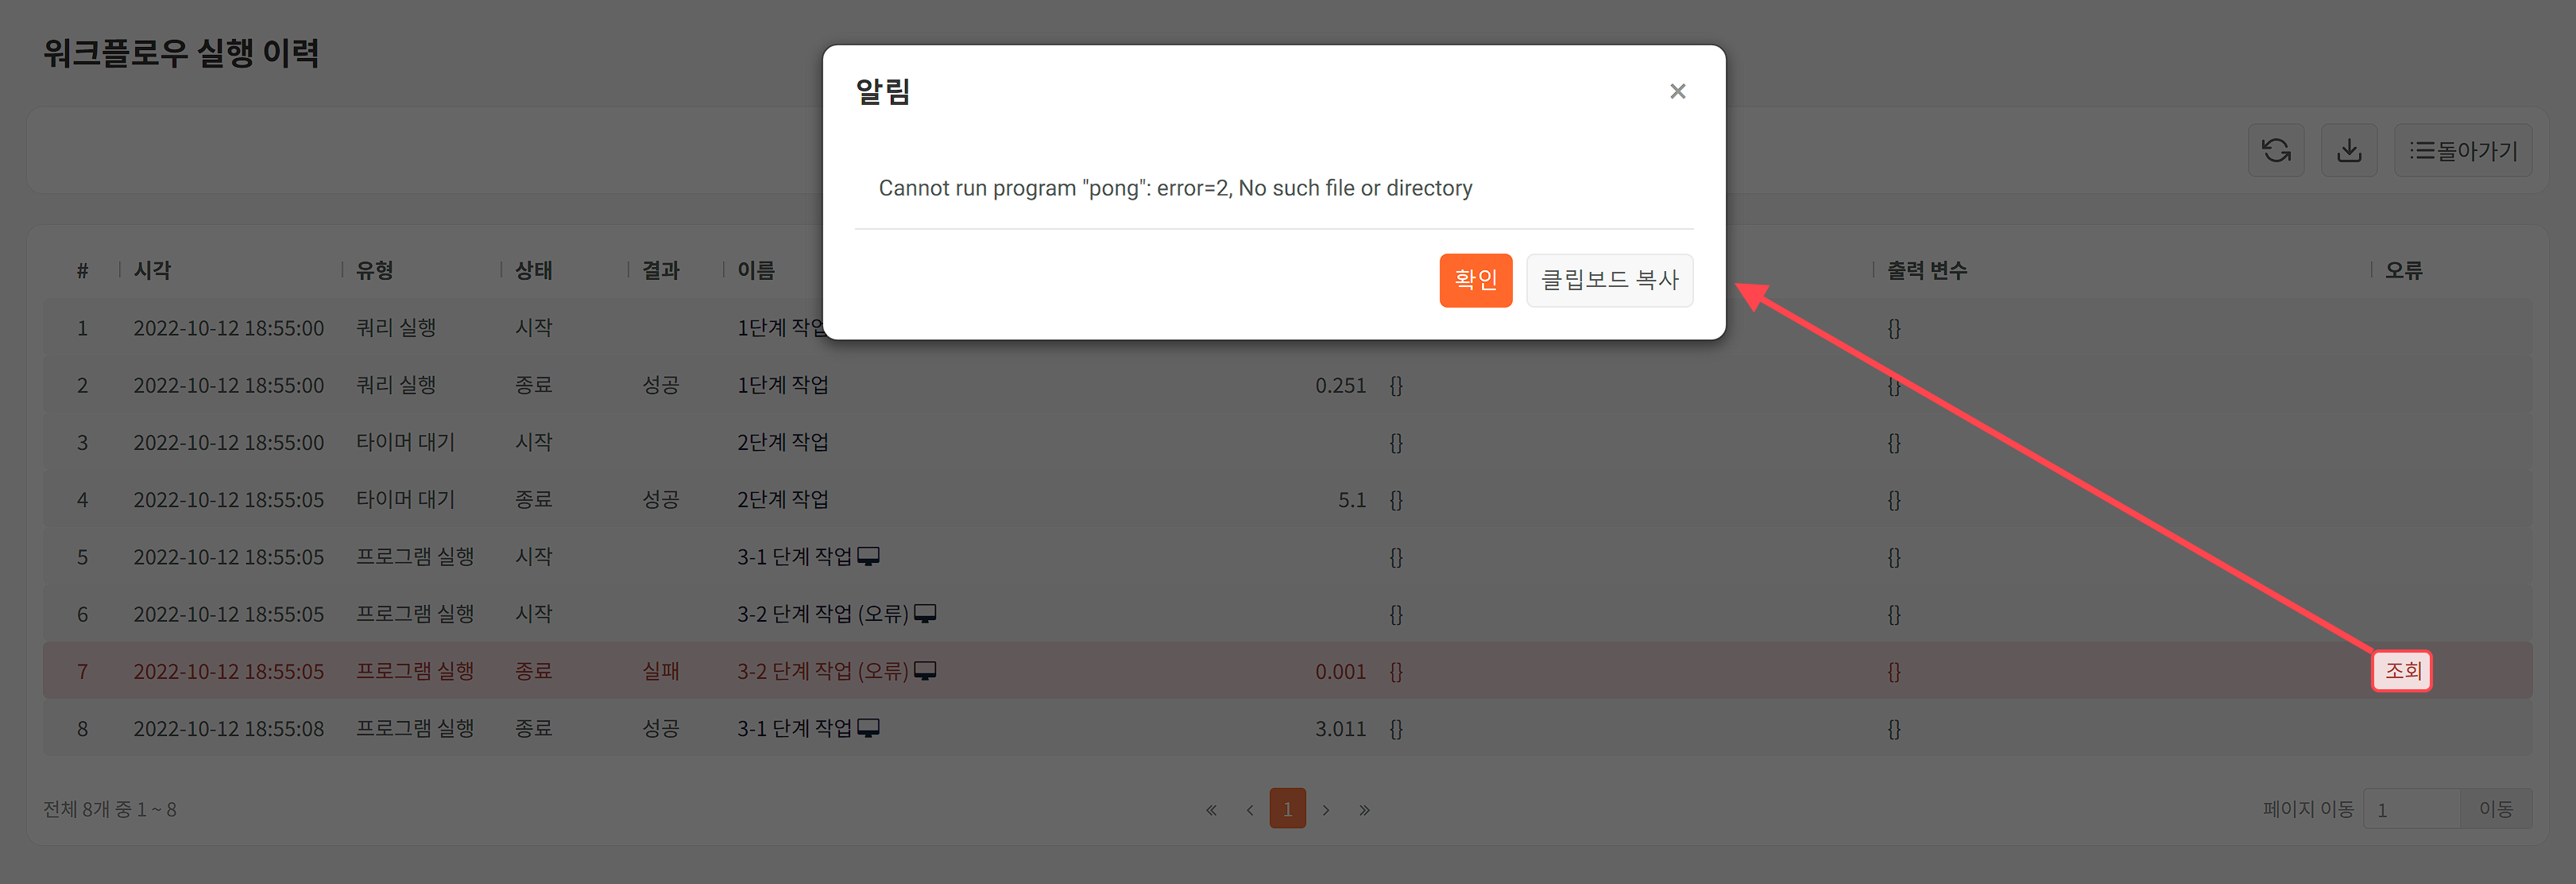 워크플로우 실행 이력
알림
×
Cannot run program "pong": error=2, No such file or directory
확인 클립보드 복사
돌아가기
# 시각 유형 상태 결과 이름 출력 변수 오류
1 2022-10-12 18:55:00 쿼리 실행 시작 1단계 작업 {}
2 2022-10-12 18:55:00 쿼리 실행 종료 성공 1단계 작업 0.251 {} {}
3 2022-10-12 18:55:00 타이머 대기 시작 2단계 작업 {} {}
4 2022-10-12 18:55:05 타이머 대기 종료 성공 2단계 작업 5.1 {} {}
5 2022-10-12 18:55:05 프로그램 실행 시작 3-1 단계 작업 {} {}
6 2022-10-12 18:55:05 프로그램 실행 시작 3-2 단계 작업 (오류) {} {}
7 2022-10-12 18:55:05 프로그램 실행 종료 실패 3-2 단계 작업 (오류) 0.001 {} {} 조회
8 2022-10-12 18:55:08 프로그램 실행 종료 성공 3-1 단계 작업 3.011 {} {}
전체 8개 중 1 ~ 8 « ‹ 1 › » 페이지 이동 1 이동